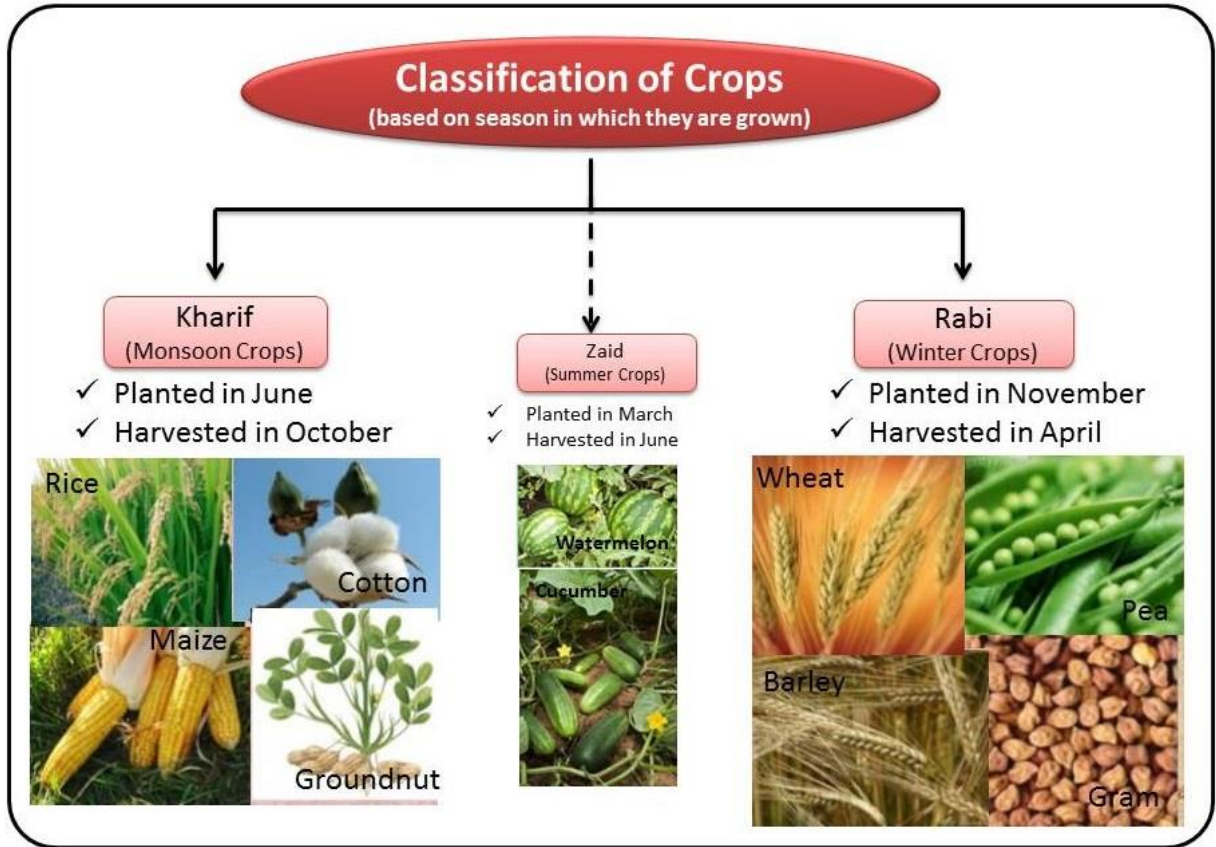 Classification of Crops
(based on season in which they are grown)
Kharif
(Monsoon Crops)
✓ Planted in June
✓ Harvested in October
Rice
Cotton
Maize
Groundnut
Zaid
(Summer Crops)
✓ Planted in March
✓ Harvested in June
Watermelon
Cucumber
Rabi
(Winter Crops)
✓ Planted in November
✓ Harvested in April
Wheat
Pea
Barley
Gram